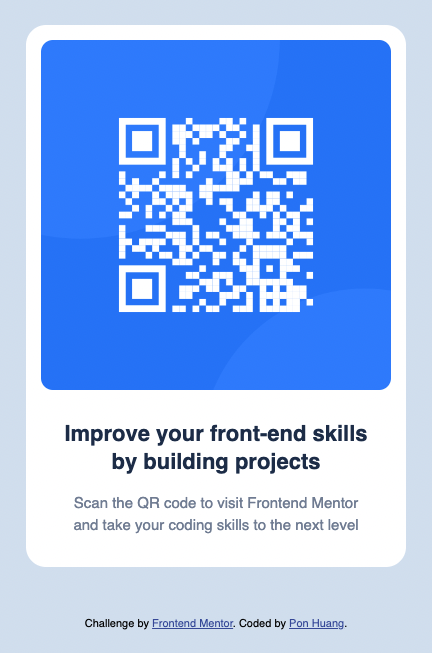 Improve your front-end skills
by building projects
Scan the QR code to visit Frontend Mentor
and take your coding skills to the next level
Challenge by Frontend Mentor. Coded by Pon Huang.